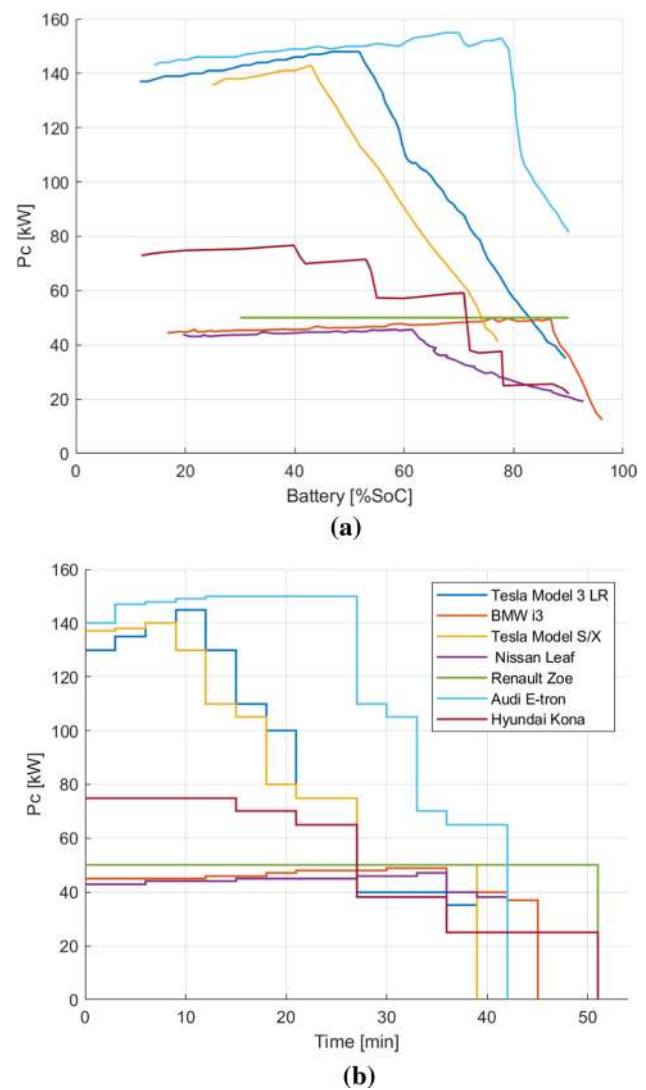 160
140
120
100
80
60
40
20
0
Pc [kW]
0 20 40 60 80 100
Battery [%SoC]
(a)
160
140
120
100
80
60
40
20
0
Pc [kW]
Tesla Model 3 LR
BMW i3
Tesla Model S/X
Nissan Leaf
Renault Zoe
Audi E-tron
Hyundai Kona
0 10 20 30 40 50
Time [min]
(b)